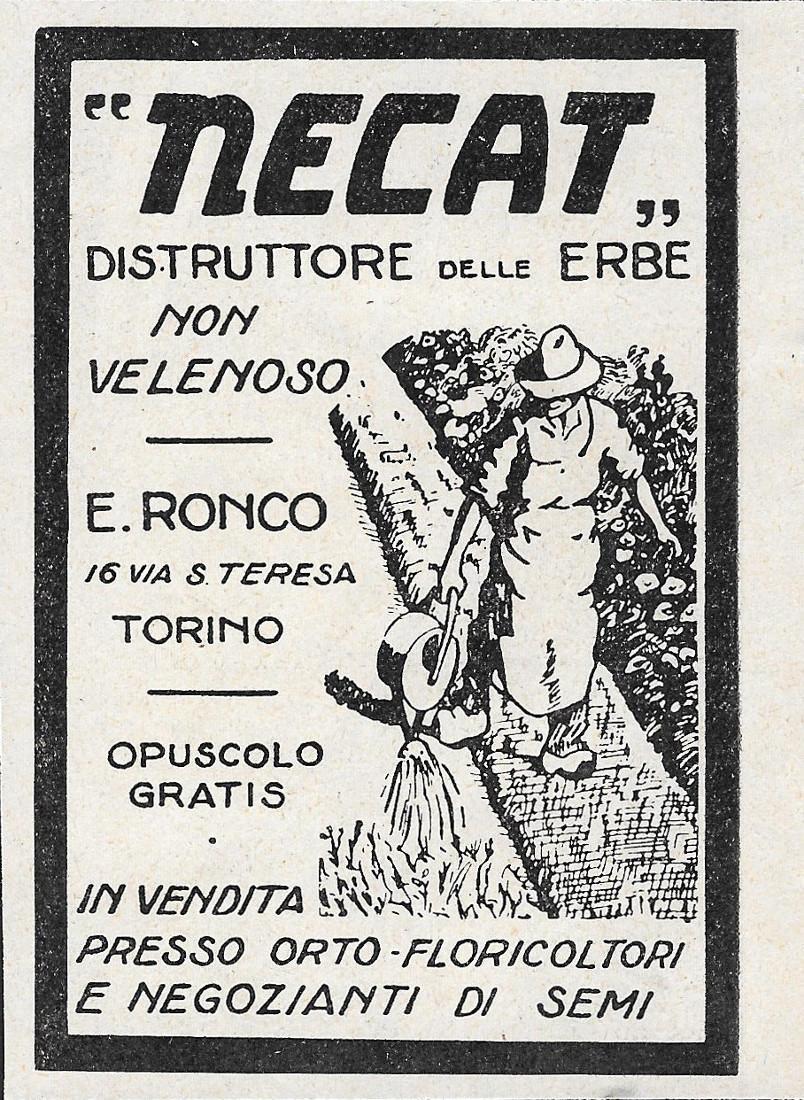 “NECAT„
DISTRUTTORE DELLE ERBE
NON
VELENOSO
E. RONCO
16 VIA S. TERESA
TORINO
OPUSCOLO
GRATIS
IN VENDITA
PRESSO ORTO-FLORICOLTORI
E NEGOZIANTI DI SEMI